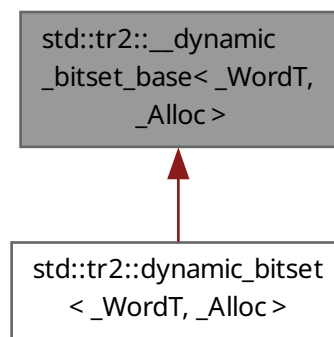 std::tr2::__dynamic
_bitset_base< _WordT,
_Alloc >
std::tr2::dynamic_bitset
< _WordT, _Alloc >